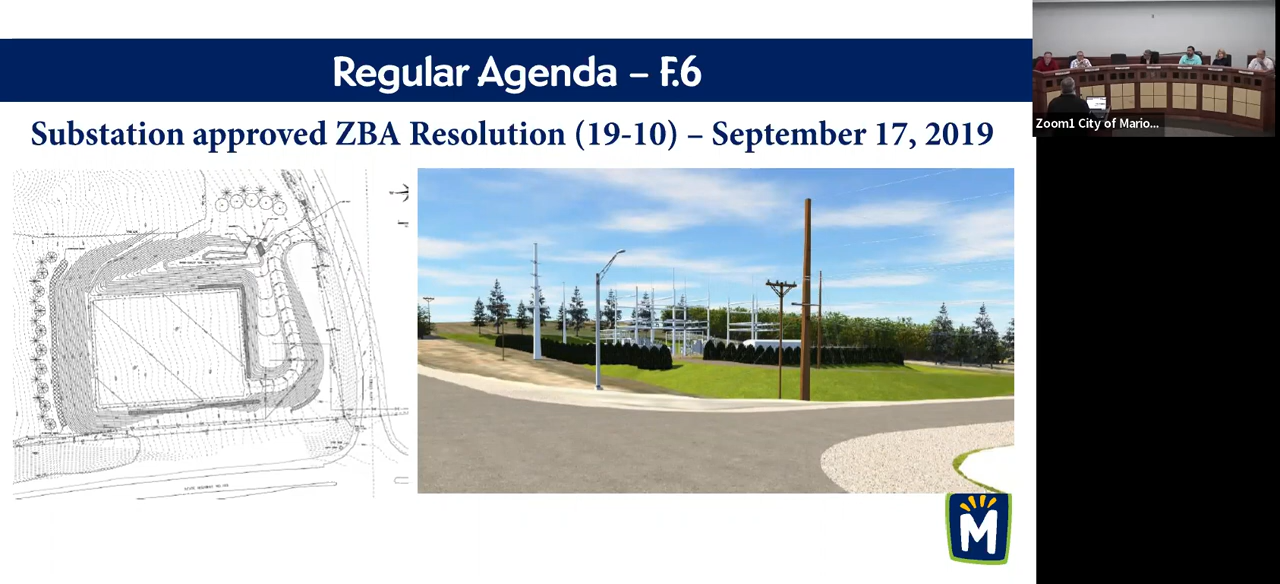 Regular Agenda – F.6
Substation approved ZBA Resolution (19-10) – September 17, 2019
Zoom1 City of Mario...
M